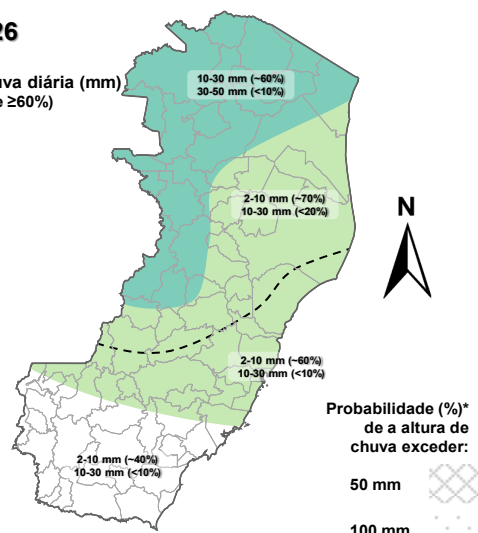 26
uva diária (mm)
e ≥60%)
10-30 mm (~60%)
30-50 mm (<10%)
2-10 mm (~70%)
10-30 mm (<20%)
N
2-10 mm (~60%)
10-30 mm (<10%)
2-10 mm (~40%)
10-30 mm (<10%)
Probabilidade (%)*
de a altura de
chuva exceder:
50 mm
100 mm